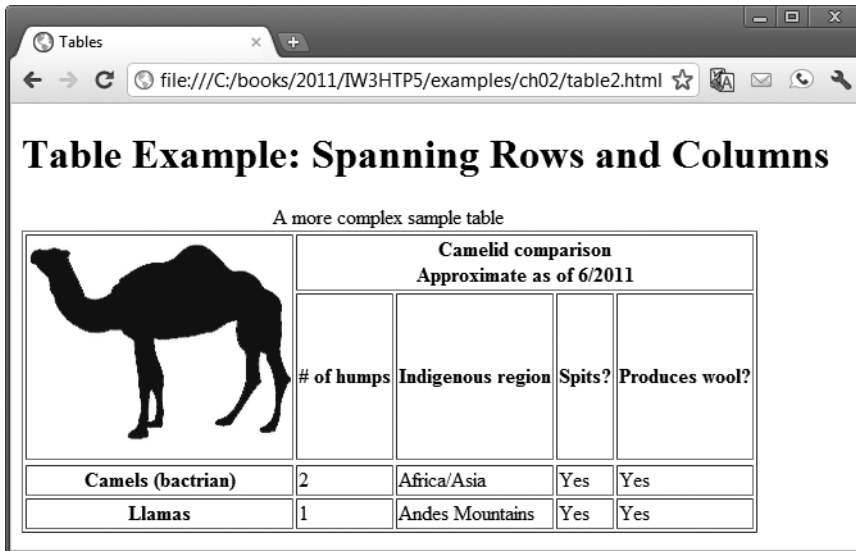 Tables
file:///C:/books/2011/IW3HTP5/examples/ch02/table2.html
Table Example: Spanning Rows and Columns
A more complex sample table
Camelid comparison
Approximate as of 6/2011
# of humps Indigenous region Spits? Produces wool?
Camels (bactrian) 2 Africa/Asia Yes Yes
Llamas 1 Andes Mountains Yes Yes